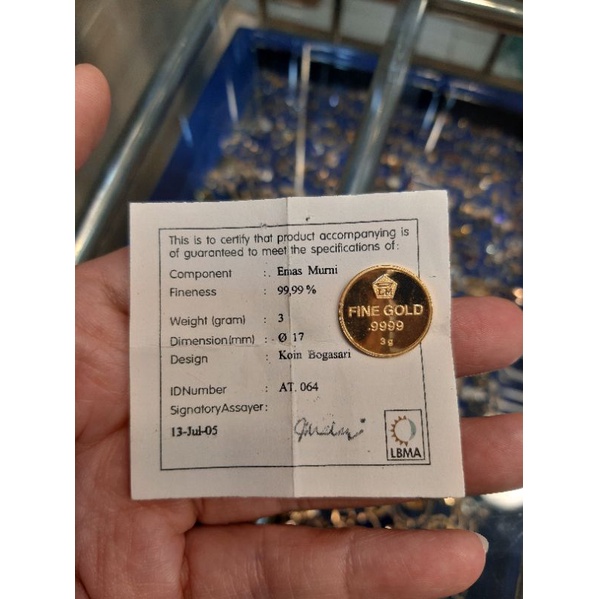 This is to certify that product accompanying is
of guaranteed to meet the specifications of:
Component : Emas Murni
Fineness : 99,99 %
Weight (gram) : 3
Dimension (mm) : Ø 17
Design : Koin Bogasari
IDNumber : AT. 064
SignatoryAssayer:
13-Jul-05
LBMA
LM
FINE GOLD
.9999
3g